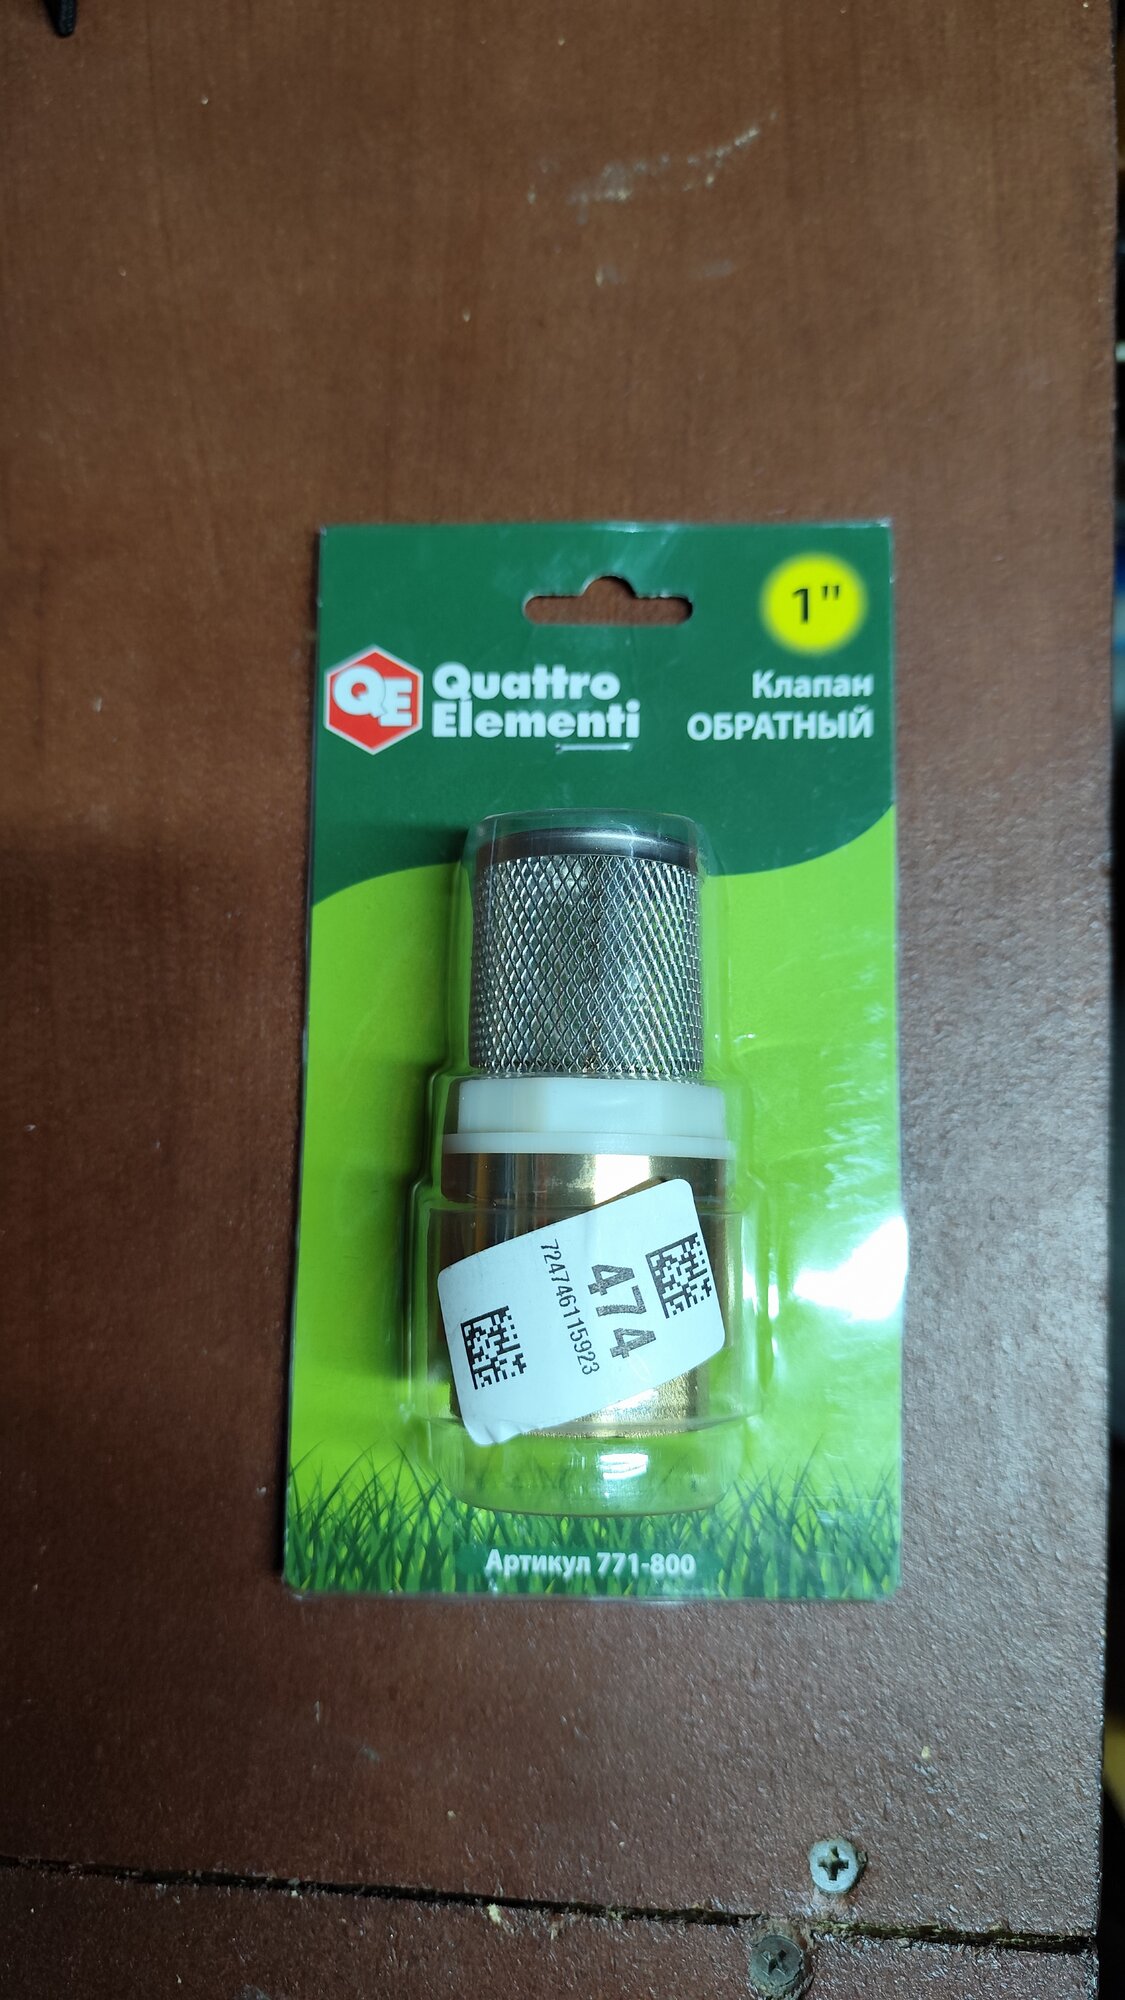 1"
QE
Quattro
Elementi
Клапан
ОБРАТНЫЙ
474
724746115923
Артикул 771-800